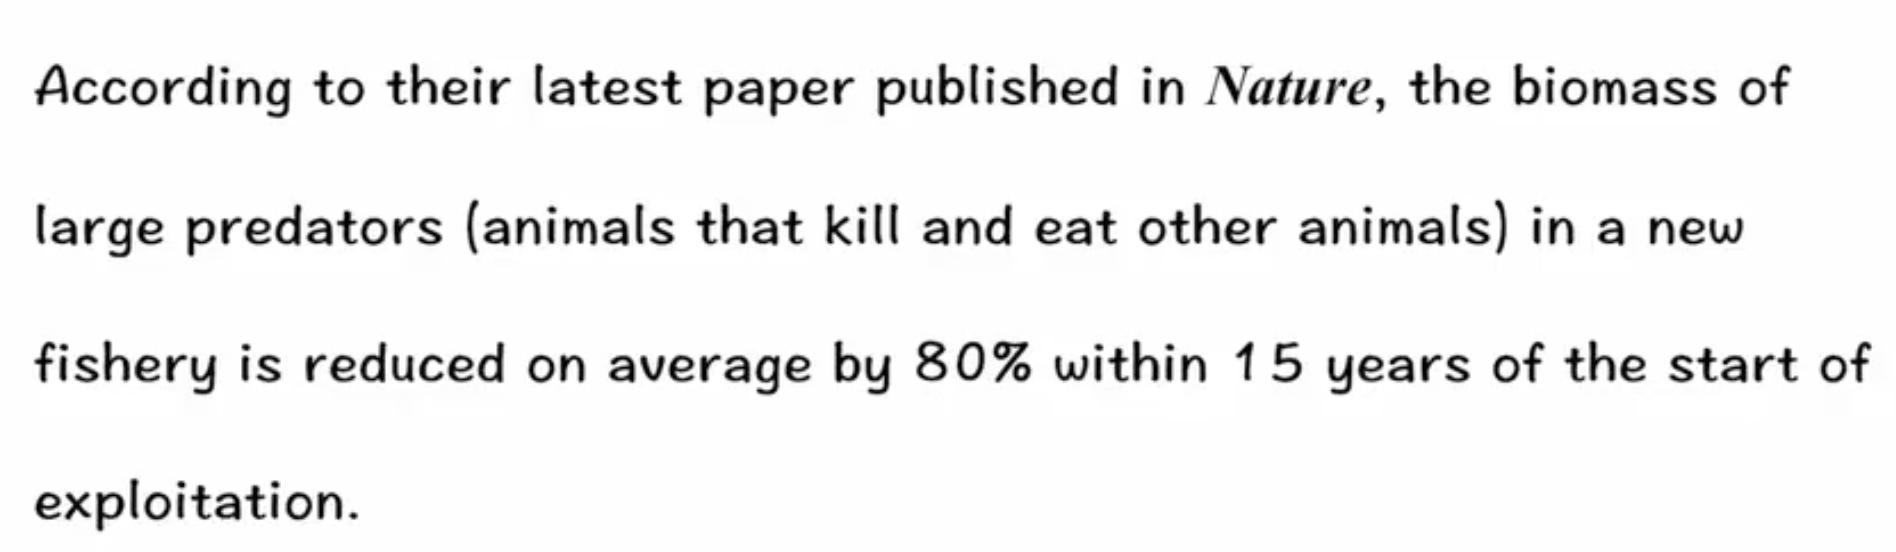 According to their latest paper published in Nature, the biomass of
large predators (animals that kill and eat other animals) in a new
fishery is reduced on average by 80% within 15 years of the start of
exploitation.